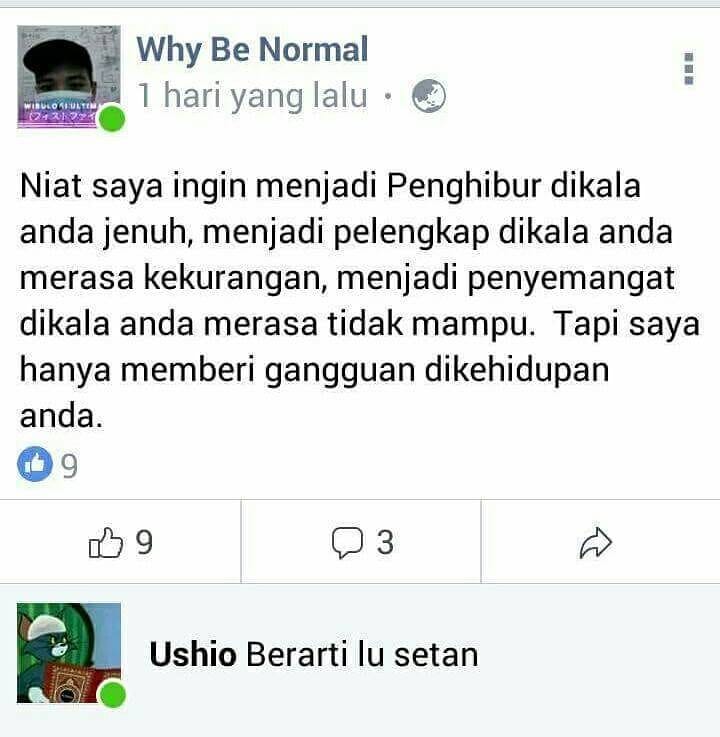 Why Be Normal
1 hari yang lalu ·
WIBULOGI ULTIMA
Niat saya ingin menjadi Penghibur dikala
anda jenuh, menjadi pelengkap dikala anda
merasa kekurangan, menjadi penyemangat
dikala anda merasa tidak mampu. Tapi saya
hanya memberi gangguan dikehidupan
anda.
9
9
3
Ushio Berarti lu setan